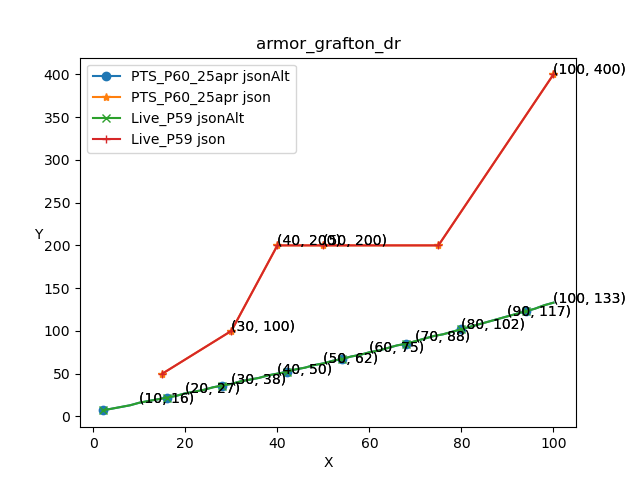 armor_grafton_dr
PTS_P60_25apr jsonAlt
PTS_P60_25apr json
Live_P59 jsonAlt
Live_P59 json
Y
400
350
300
250
200
150
100
50
0
(100, 400)
(40, 200)
(50, 200)
(30, 100)
(100, 133)
(90, 117)
(80, 102)
(70, 88)
(60, 75)
(50, 62)
(40, 50)
(30, 38)
(20, 27)
(10, 16)
0 20 40 60 80 100
X